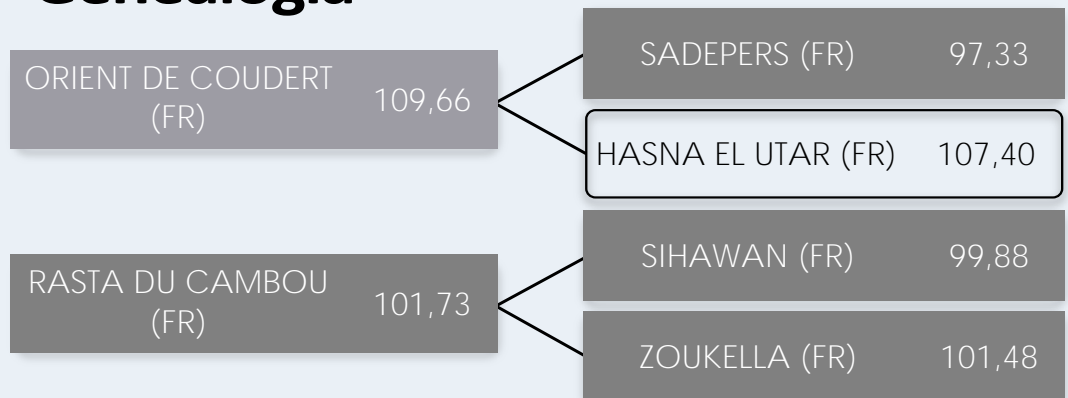 ORIENT DE COUDERT
(FR)
109,66
SADEPERS (FR) 97,33
HASNA EL UTAR (FR) 107,40
RASTA DU CAMBOU
(FR)
101,73
SIHAWAN (FR) 99,88
ZOUKELLA (FR) 101,48